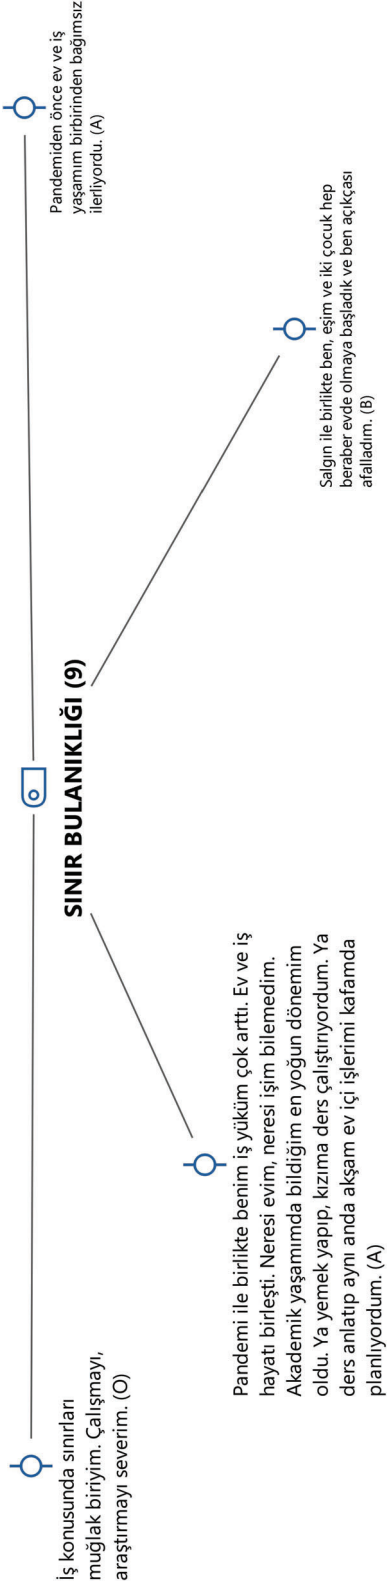 SINIR BULANIKLIĞI (9)
İş konusunda sınırları
muğlak biriyim. Çalışmayı,
araştırmayı severim. (O)
Pandemi ile birlikte benim iş yüküm çok arttı. Ev ve iş
hayatı birleşti. Neresi evim, neresi işim bilemedim.
Akademik yaşamımda bildiğim en yoğun dönemim
oldu. Ya yemek yapıp, kızıma ders çalıştırıyordum. Ya
ders anlatıp aynı anda akşam ev içi işlerimi kafamda
planlıyordum. (A)
Salgın ile birlikte ben, eşim ve iki çocuk hep
beraber evde olmaya başladık ve ben açıkçası
afalladım. (B)
Pandemiden önce ev ve iş
yaşamım birbirinden bağımsız
ilerliyordu. (A)